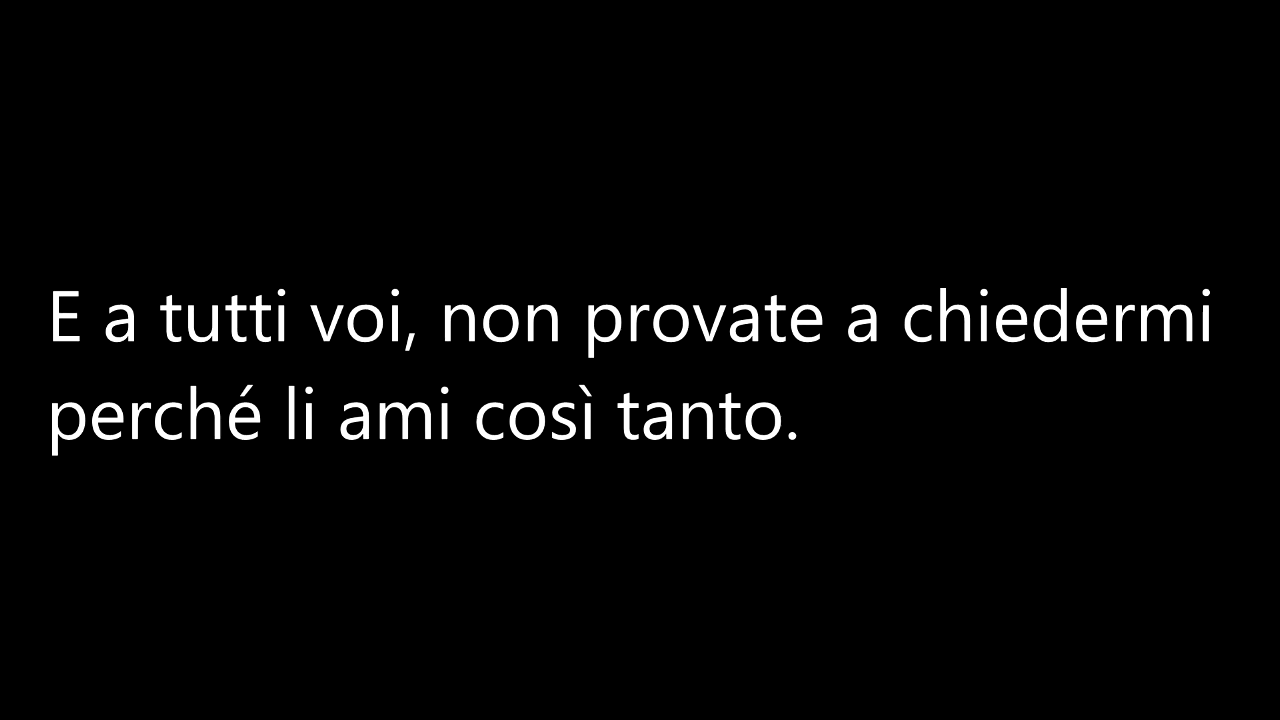 E a tutti voi, non provate a chiedermi
perché li ami così tanto.